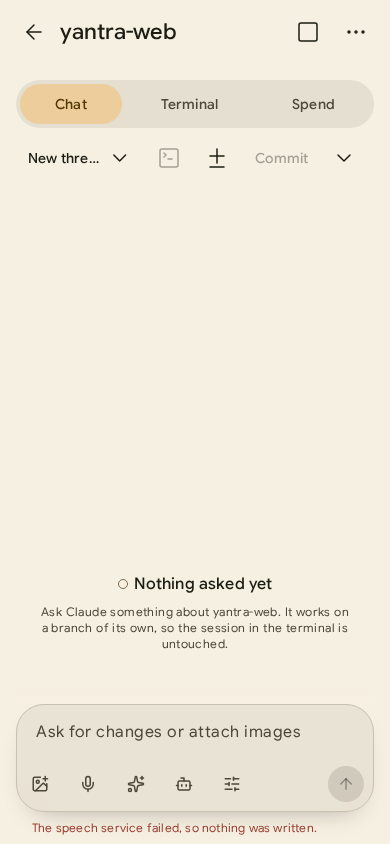 yantra-web
Chat
Terminal
Spend
New thre...
Commit
Nothing asked yet
Ask Claude something about yantra-web. It works on
a branch of its own, so the session in the terminal is
untouched.
Ask for changes or attach images
The speech service failed, so nothing was written.